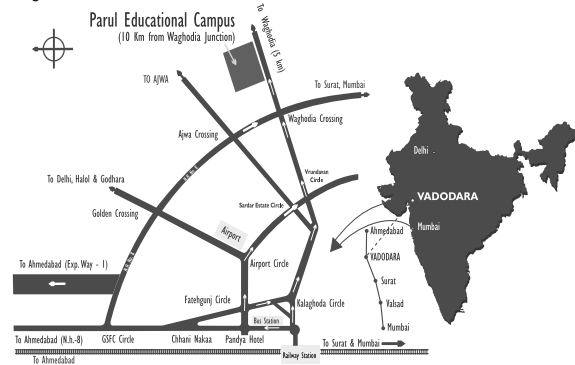 Parul Educational Campus
(10 Km from Waghodia Junction)
To Waghodia (5 km)
TO AJWA
To Surat, Mumbai
Waghodia Crossing
Ajwa Crossing
Delhi
Vrundavan
Circle
To Delhi, Halol & Godhara
VADODARA
Sardar Estate Circle
Golden Crossing
Airport
Mumbai
Ahmedabad
VADODARA
To Ahmedabad (Exp. Way - 1)
Airport Circle
Surat
Fatehgunj Circle
Kalaghoda Circle
Valsad
Bus Station
Mumbai
To Ahmedabad (N.h.-8)
GSFC Circle
Chhani Nakaa
Pandya Hotel
To Surat & Mumbai
Railway Station
To Ahmedabad